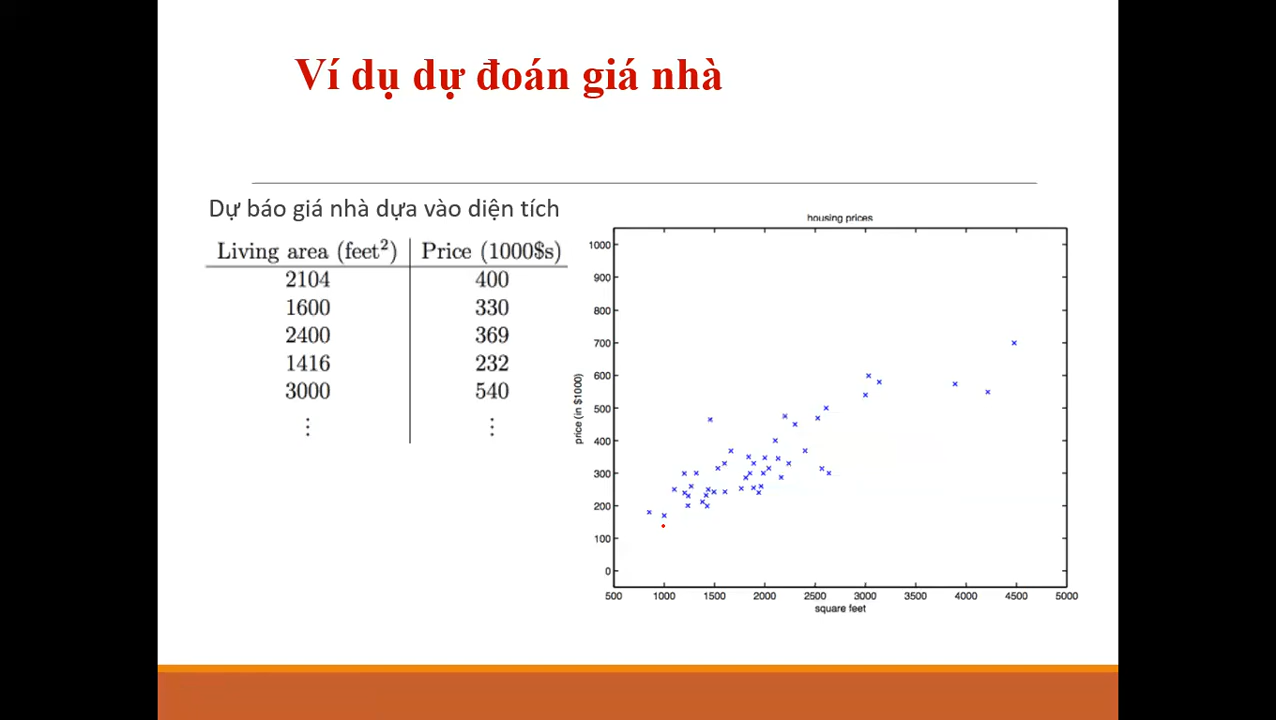 Ví dụ dự đoán giá nhà
Dự báo giá nhà dựa vào diện tích
Living area (feet²) Price (1000$s)
2104 400
1600 330
2400 369
1416 232
3000 540
⋮ ⋮
housing prices
1000
900
800
700
600
500
400
300
200
100
0
price (in $1000)
500 1000 1500 2000 2500 3000 3500 4000 4500 5000
square feet